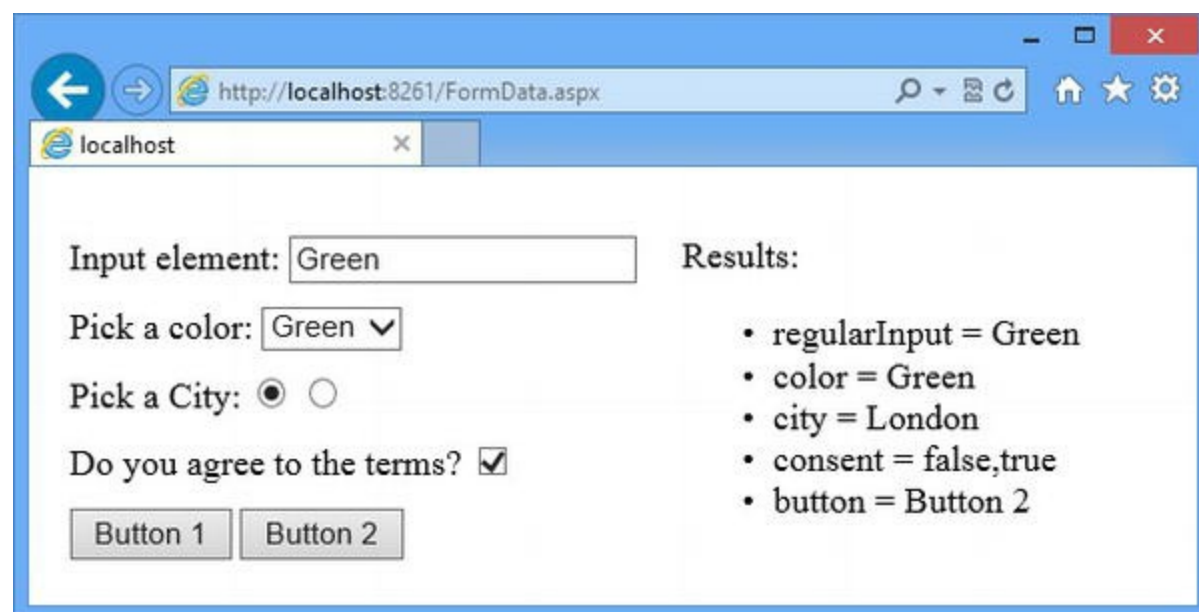 http://localhost:8261/FormData.aspx
localhost
Input element: Green
Pick a color: Green
Pick a City:
Do you agree to the terms?
Button 1 Button 2
Results:
• regularInput = Green
• color = Green
• city = London
• consent = false,true
• button = Button 2